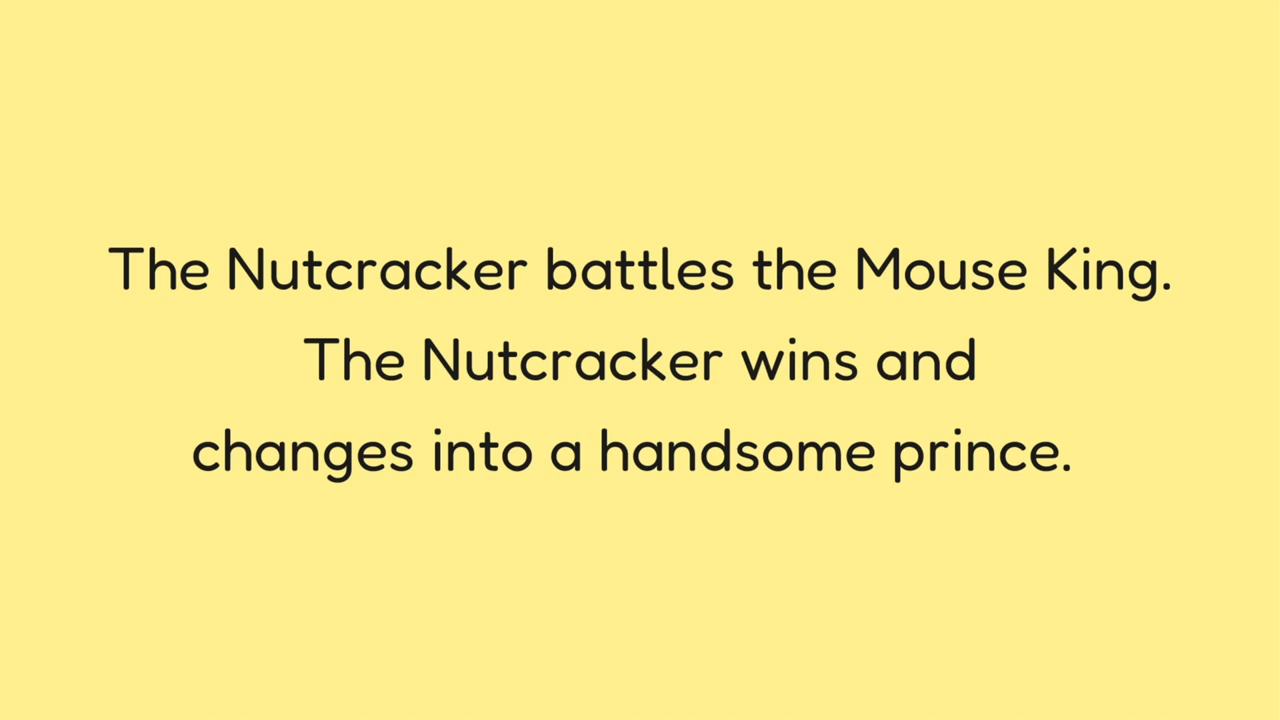 The Nutcracker battles the Mouse King.
The Nutcracker wins and
changes into a handsome prince.